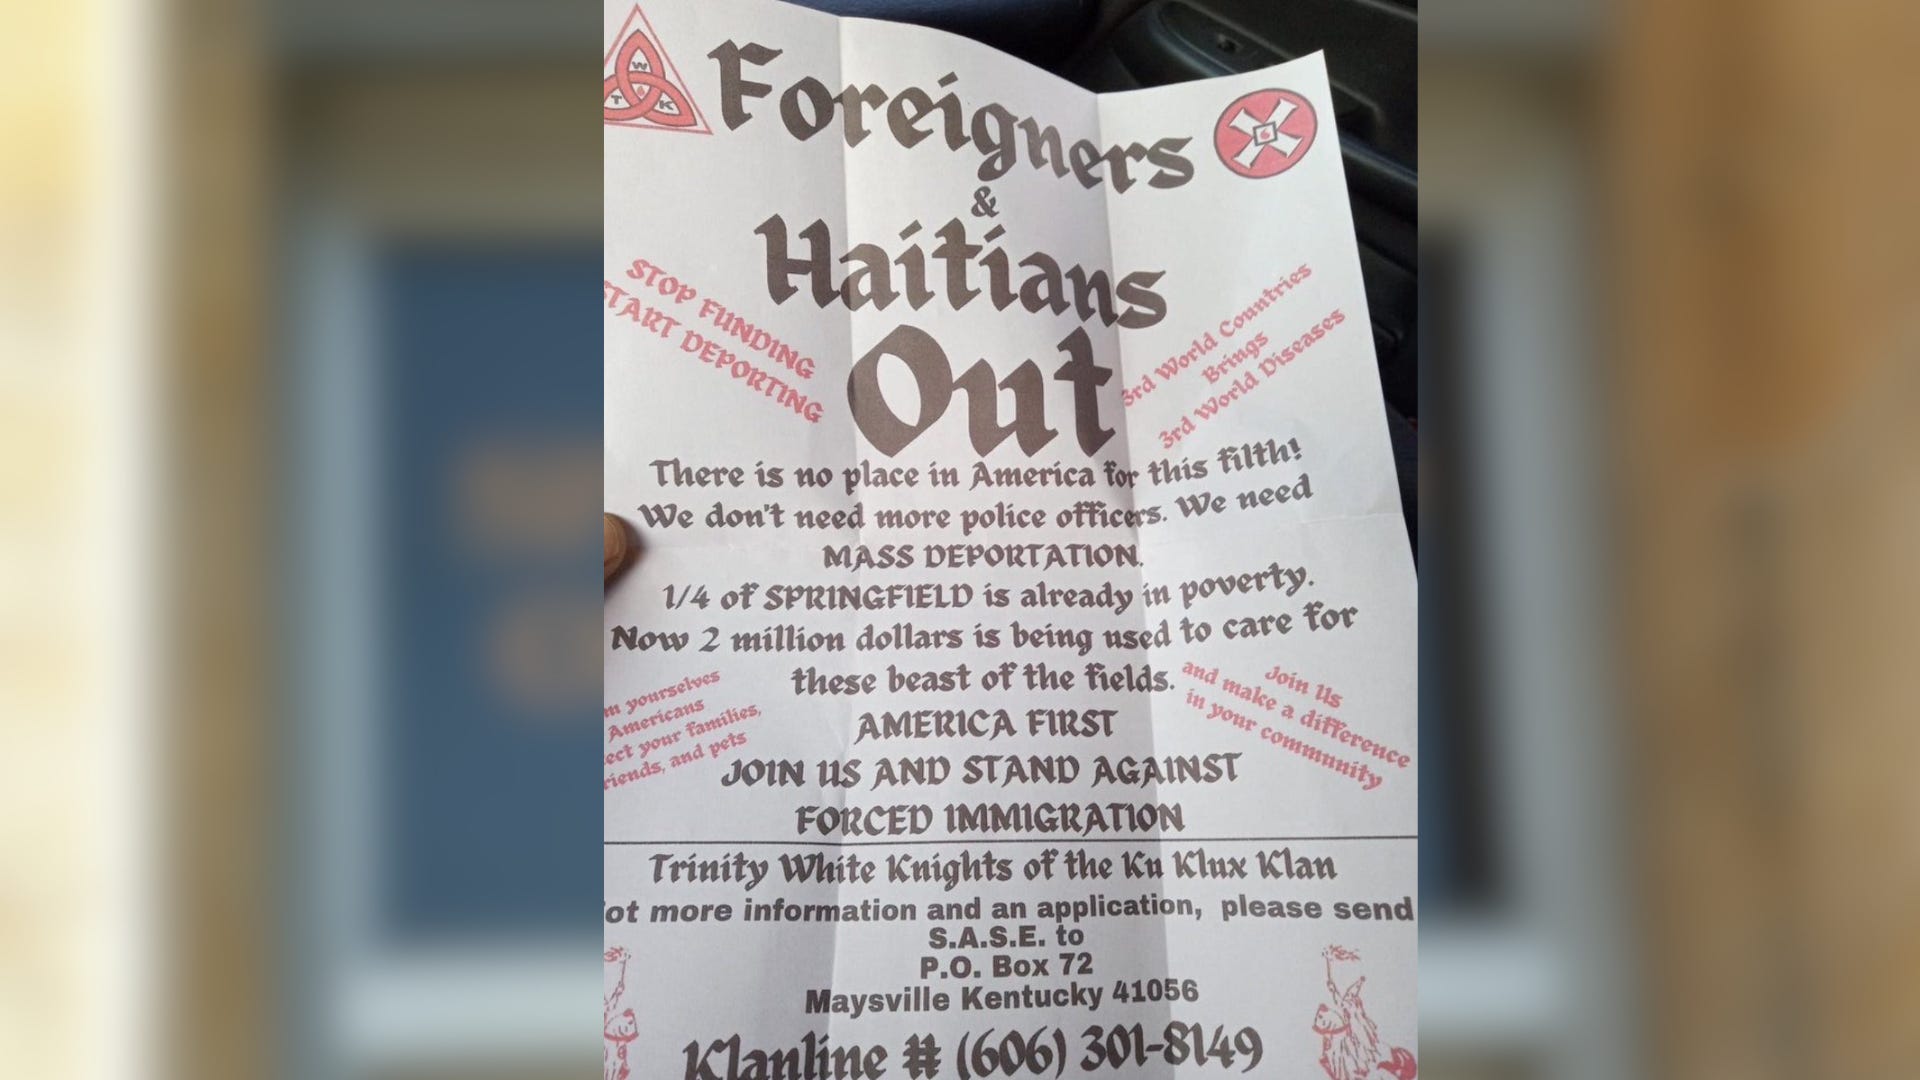 W
T K
Foreigners
&
Haitians
Out
STOP FUNDING
START DEPORTING
3rd World Countries
Brings
3rd World Diseases
There is no place in America for this filth!
We don't need more police officers. We need
MASS DEPORTATION.
1/4 of SPRINGFIELD is already in poverty.
Now 2 million dollars is being used to care for
these beast of the fields.
AMERICA FIRST
JOIN US AND STAND AGAINST
FORCED IMMIGRATION
yourselves
Americans
your families,
and pets
Join Us
and make a difference
in your community
Trinity White Knights of the Ku Klux Klan
more information and an application, please send
S.A.S.E. to
P.O. Box 72
Maysville Kentucky 41056
Klanline # (606) 301-8149